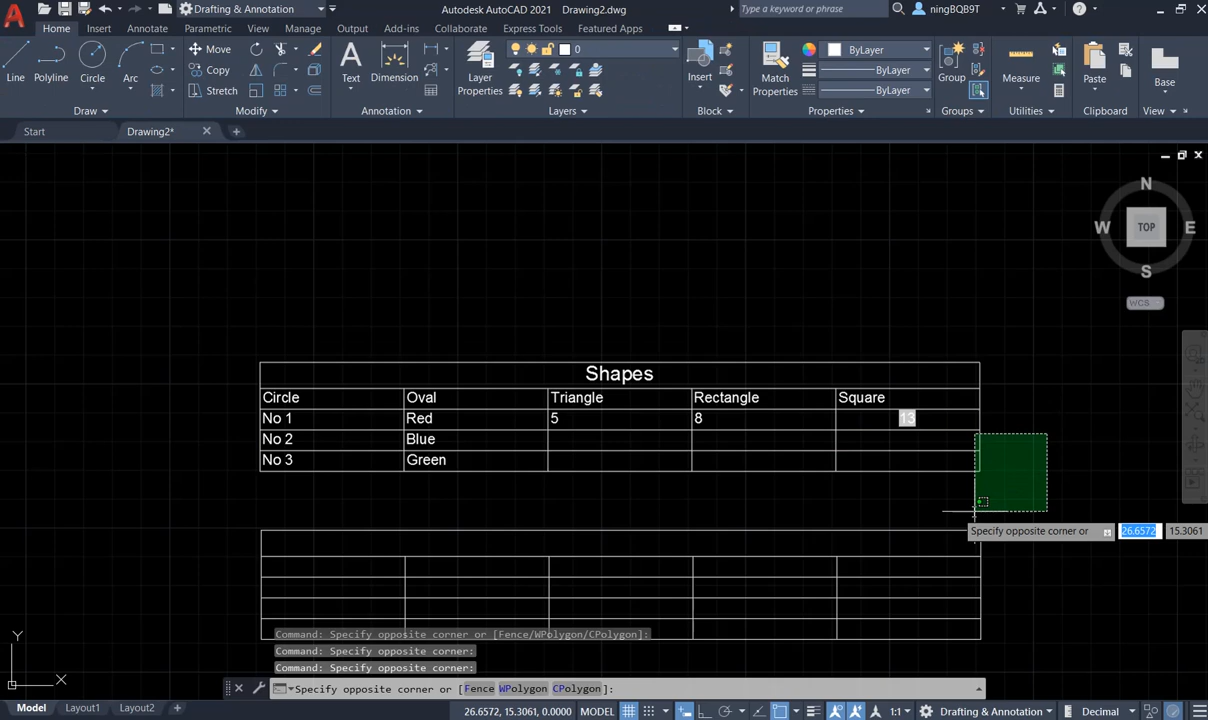 Drafting & Annotation
Autodesk AutoCAD 2021 Drawing2.dwg
Type a keyword or phrase
ningBQB9T
Home Insert Annotate Parametric View Manage Output Add-ins Collaborate Express Tools Featured Apps
Line Polyline Circle Arc
Move
Copy
Stretch
Text Dimension
Layer Properties
0
Insert
Match Properties
ByLayer
ByLayer
ByLayer
Group
Measure
Paste
Base
Draw Modify Annotation Layers Block Properties Groups Utilities Clipboard View
Start Drawing2*
N
W TOP E
S
WCS
Shapes
Circle Oval Triangle Rectangle Square
No 1 Red 5 8 13
No 2 Blue
No 3 Green
Specify opposite corner or 26.6572 15.3061
Command: Specify opposite corner or [Fence/WPolygon/CPolygon]:
Command: Specify opposite corner:
Command: Specify opposite corner:
Y
X
Specify opposite corner or [Fence WPolygon CPolygon]:
Model Layout1 Layout2 +
26.6572, 15.3061, 0.0000 MODEL 1:1 Drafting & Annotation Decimal